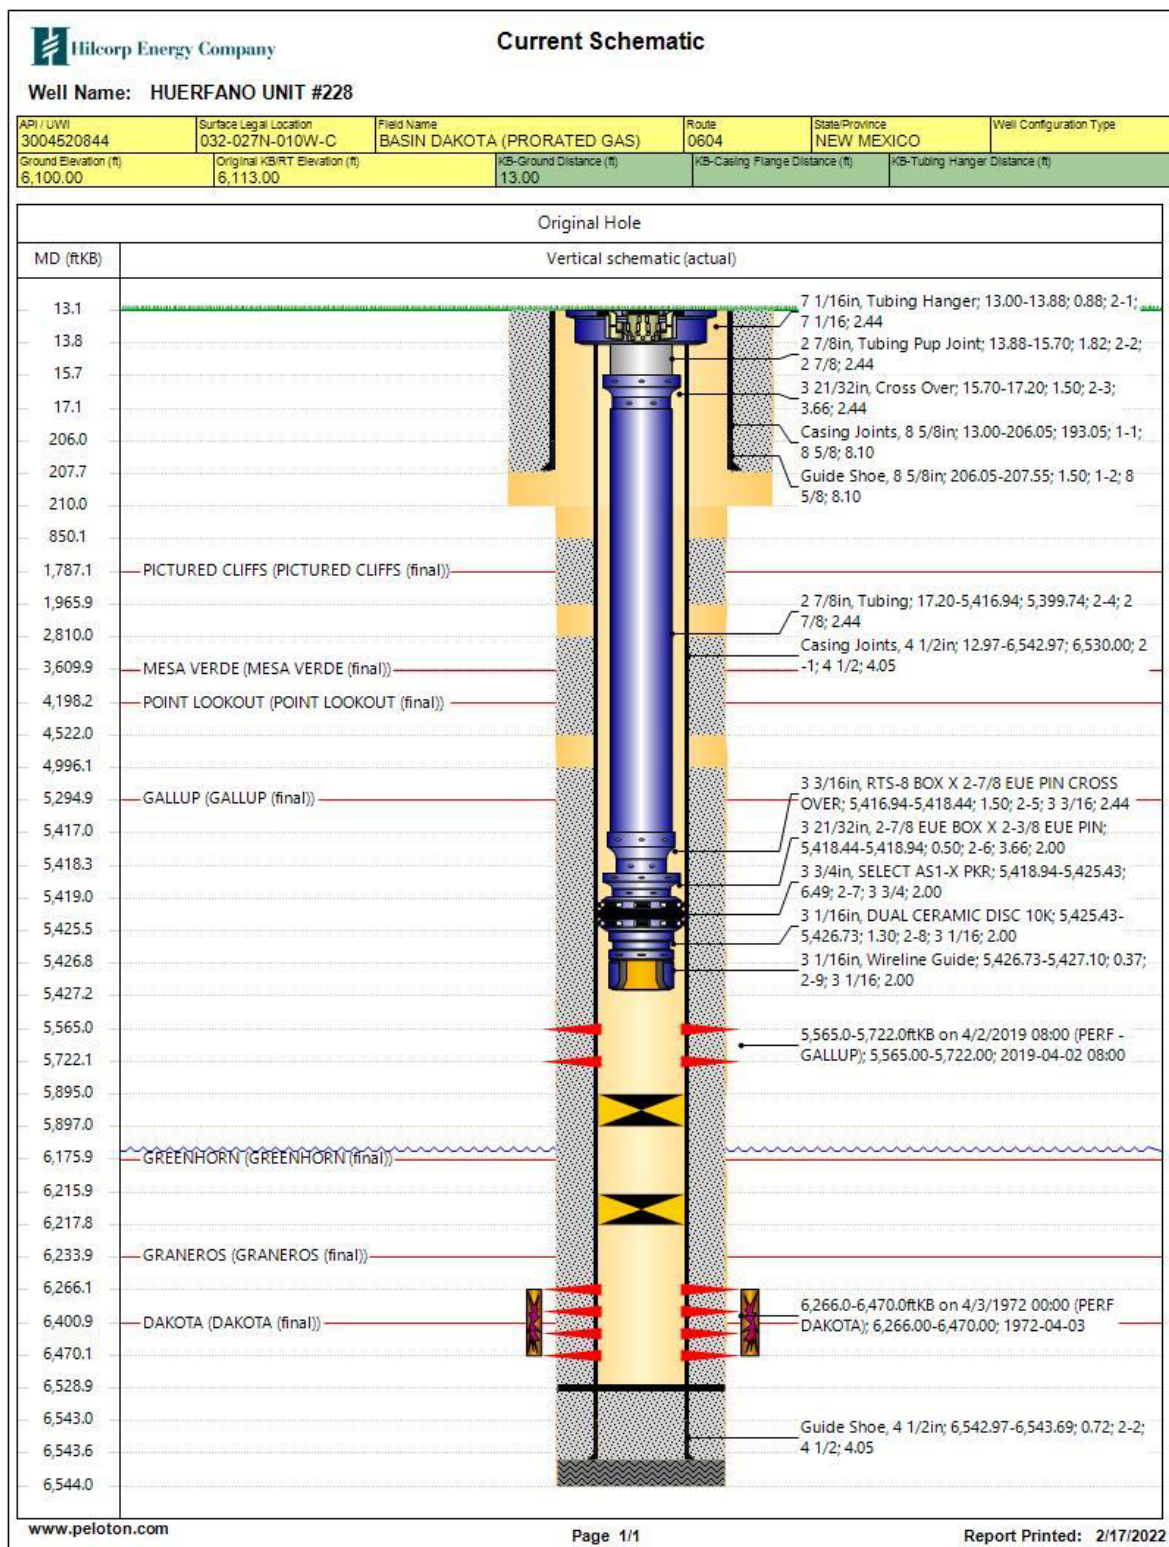 Hilcorp Energy Company
Current Schematic
Well Name: HUERFANO UNIT #228
API / UWI
3004520844
Surface Legal Location
032-027N-010W-C
Field Name
BASIN DAKOTA (PRORATED GAS)
Route
0604
State/Province
NEW MEXICO
Well Configuration Type
Ground Elevation (ft)
6,100.00
Original KB/RT Elevation (ft)
6,113.00
KB-Ground Distance (ft)
13.00
KB-Casing Flange Distance (ft)
KB-Tubing Hanger Distance (ft)
Original Hole
MD (ftKB)
Vertical schematic (actual)
13.1
7 1/16in, Tubing Hanger; 13.00-13.88; 0.88; 2-1;
7 1/16; 2.44
13.8
2 7/8in, Tubing Pup Joint; 13.88-15.70; 1.82; 2-2;
2 7/8; 2.44
15.7
3 21/32in, Cross Over; 15.70-17.20; 1.50; 2-3;
3.66; 2.44
17.1
Casing Joints, 8 5/8in; 13.00-206.05; 193.05; 1-1;
8 5/8; 8.10
206.0
207.7
Guide Shoe, 8 5/8in; 206.05-207.55; 1.50; 1-2; 8
5/8; 8.10
210.0
850.1
1,787.1
PICTURED CLIFFS (PICTURED CLIFFS (final))
1,965.9
2 7/8in, Tubing; 17.20-5,416.94; 5,399.74; 2-4; 2
7/8; 2.44
2,810.0
Casing Joints, 4 1/2in; 12.97-6,542.97; 6,530.00; 2
-1; 4 1/2; 4.05
3,609.9
MESA VERDE (MESA VERDE (final))
4,198.2
POINT LOOKOUT (POINT LOOKOUT (final))
4,522.0
4,996.1
5,294.9
GALLUP (GALLUP (final))
3 3/16in, RTS-8 BOX X 2-7/8 EUE PIN CROSS
OVER; 5,416.94-5,418.44; 1.50; 2-5; 3 3/16; 2.44
5,417.0
3 21/32in, 2-7/8 EUE BOX X 2-3/8 EUE PIN;
5,418.44-5,418.94; 0.50; 2-6; 3.66; 2.00
5,418.3
3 3/4in, SELECT AS1-X PKR; 5,418.94-5,425.43;
6.49; 2-7; 3 3/4; 2.00
5,419.0
3 1/16in, DUAL CERAMIC DISC 10K; 5,425.43-
5,426.73; 1.30; 2-8; 3 1/16; 2.00
5,425.5
5,426.8
3 1/16in, Wireline Guide; 5,426.73-5,427.10; 0.37;
2-9; 3 1/16; 2.00
5,427.2
5,565.0
5,565.0-5,722.0ftKB on 4/2/2019 08:00 (PERF -
GALLUP); 5,565.00-5,722.00; 2019-04-02 08:00
5,722.1
5,895.0
5,897.0
6,175.9
GREENHORN (GREENHORN (final))
6,215.9
6,217.8
6,233.9
GRANEROS (GRANEROS (final))
6,266.1
6,266.0-6,470.0ftKB on 4/3/1972 00:00 (PERF
DAKOTA); 6,266.00-6,470.00; 1972-04-03
6,400.9
DAKOTA (DAKOTA (final))
6,470.1
6,528.9
6,543.0
Guide Shoe, 4 1/2in; 6,542.97-6,543.69; 0.72; 2-2;
4 1/2; 4.05
6,543.6
6,544.0
www.peloton.com
Page 1/1
Report Printed: 2/17/2022